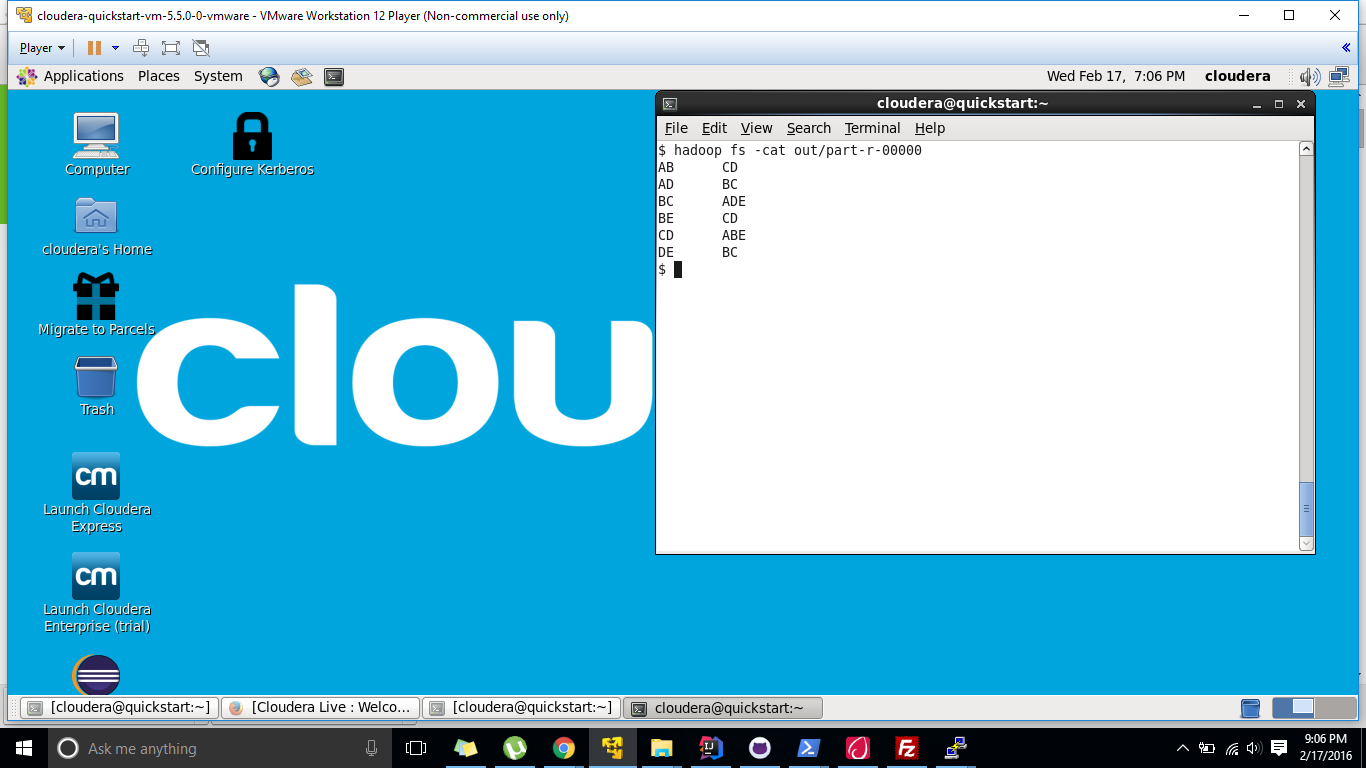 cloudera-quickstart-vm-5.5.0-0-vmware - VMware Workstation 12 Player (Non-commercial use only)
Player
Applications Places System Wed Feb 17, 7:06 PM cloudera
Computer
Configure Kerberos
cloudera's Home
Migrate to Parcels
Trash
cm
Launch Cloudera
Express
cm
Launch Cloudera
Enterprise (trial)
clou
cloudera@quickstart:~
File Edit View Search Terminal Help
$ hadoop fs -cat out/part-r-00000
AB CD
AD BC
BC ADE
BE CD
CD ABE
DE BC
$
[cloudera@quickstart:~] [Cloudera Live : Welco... [cloudera@quickstart:~] cloudera@quickstart:~
Ask me anything
9:06 PM
2/17/2016